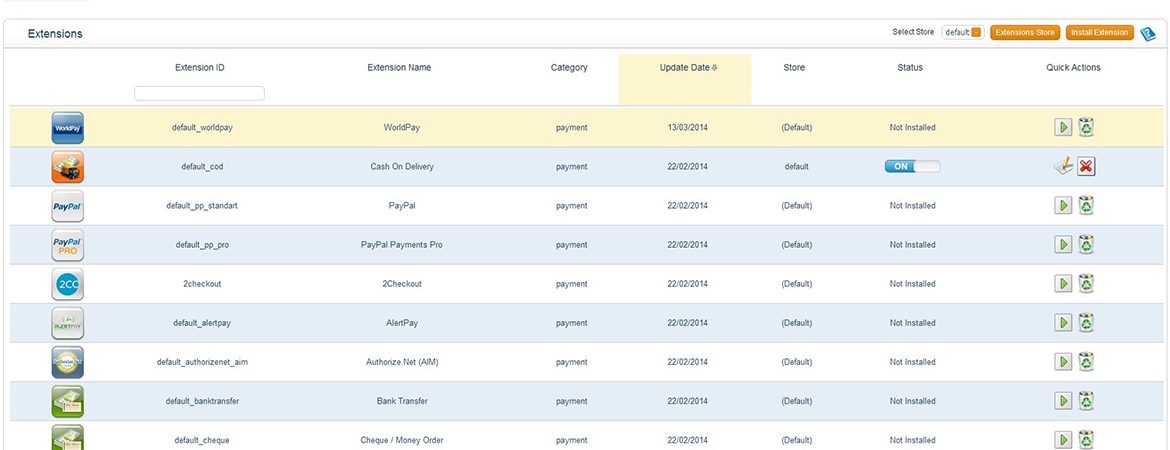 Extensions Select Store default Extensions Store Install Extension
Extension ID Extension Name Category Update Date Store Status Quick Actions
WorldPay default_worldpay WorldPay payment 13/03/2014 (Default) Not Installed
default_cod Cash On Delivery payment 22/02/2014 default ON
PayPal default_pp_standart PayPal payment 22/02/2014 (Default) Not Installed
PayPal PRO default_pp_pro PayPal Payments Pro payment 22/02/2014 (Default) Not Installed
2CO 2checkout 2Checkout payment 22/02/2014 (Default) Not Installed
ALERTPAY default_alertpay AlertPay payment 22/02/2014 (Default) Not Installed
default_authorizenet_aim Authorize.Net (AIM) payment 22/02/2014 (Default) Not Installed
default_banktransfer Bank Transfer payment 22/02/2014 (Default) Not Installed
default_cheque Cheque / Money Order payment 22/02/2014 (Default) Not Installed